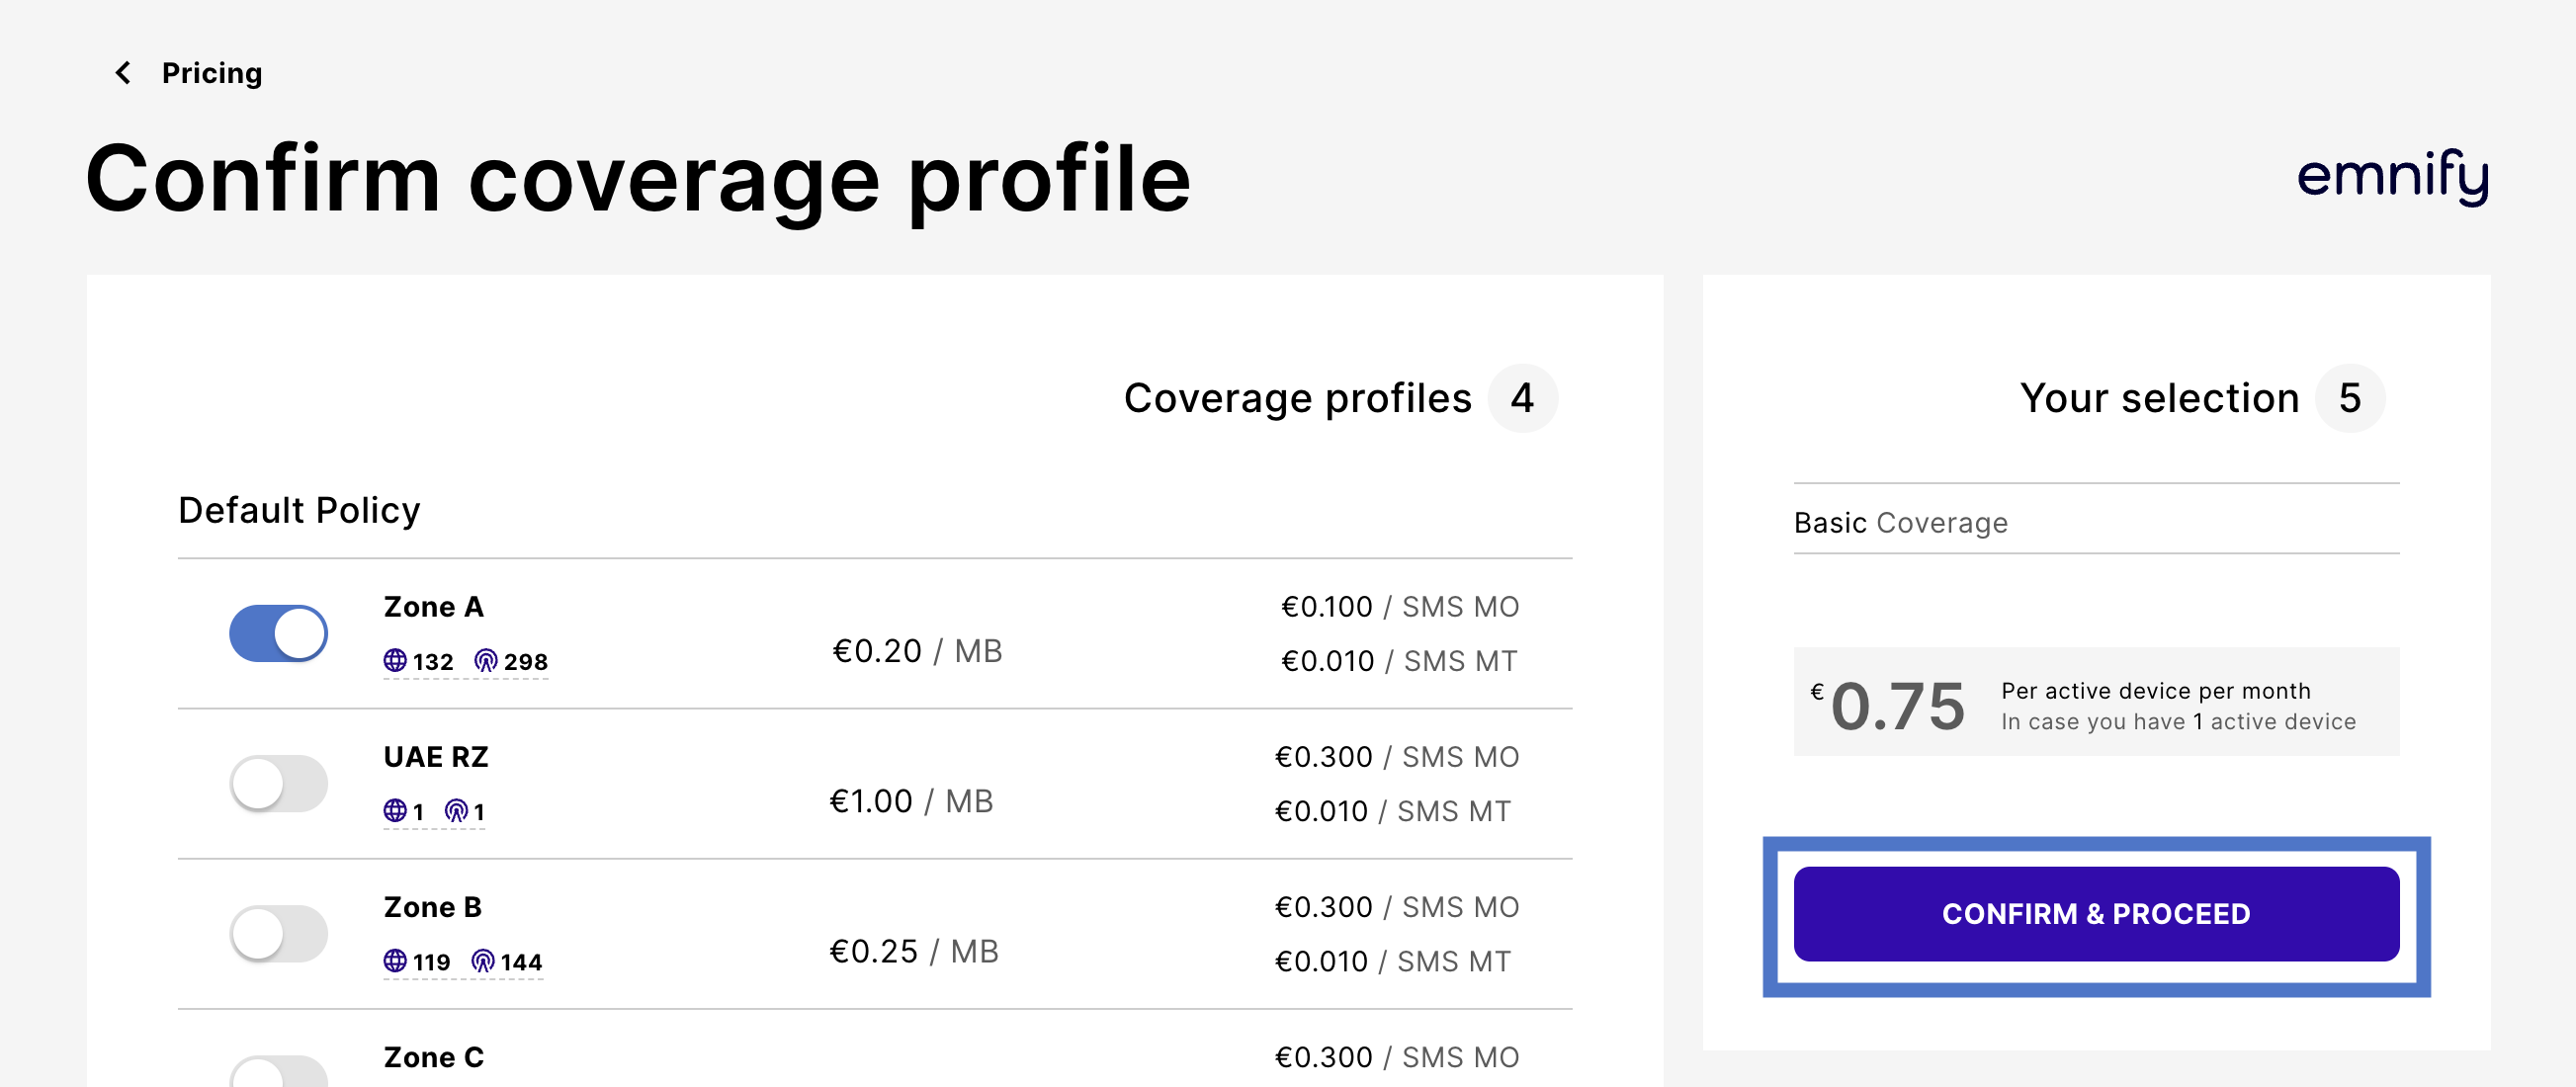 Pricing
Confirm coverage profile
emnify
Coverage profiles 4
Default Policy
Zone A
132 298
€0.20 / MB
€0.100 / SMS MO
€0.010 / SMS MT
UAE RZ
1 1
€1.00 / MB
€0.300 / SMS MO
€0.010 / SMS MT
Zone B
119 144
€0.25 / MB
€0.300 / SMS MO
€0.010 / SMS MT
Zone C
€0.300 / SMS MO
Your selection 5
Basic Coverage
€ 0.75
Per active device per month
In case you have 1 active device
CONFIRM & PROCEED